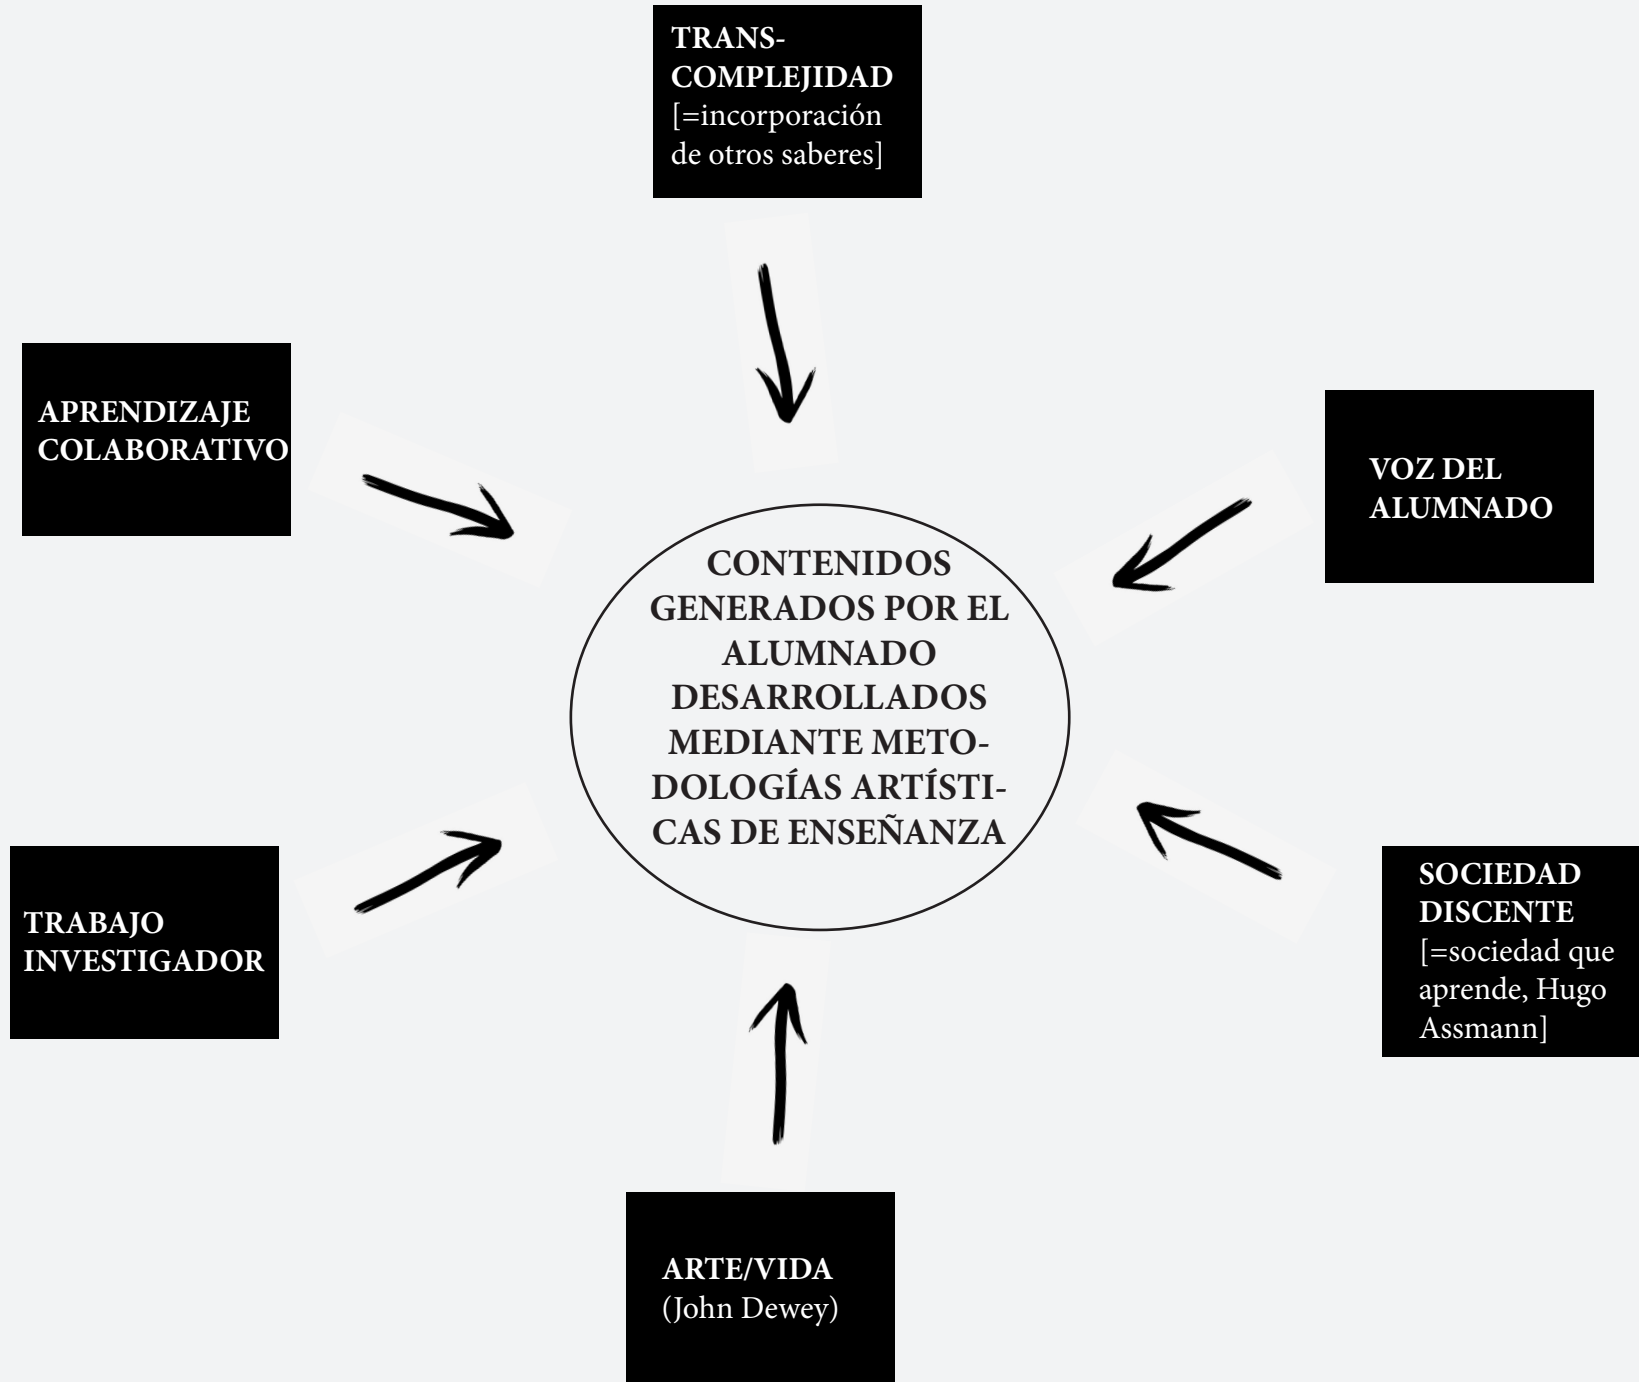 TRANS-
COMPLEJIDAD
[=incorporación
de otros saberes]
APRENDIZAJE
COLABORATIVO
VOZ DEL
ALUMNADO
CONTENIDOS
GENERADOS POR EL
ALUMNADO
DESARROLLADOS
MEDIANTE METO-
DOLOGÍAS ARTÍSTI-
CAS DE ENSEÑANZA
TRABAJO
INVESTIGADOR
SOCIEDAD
DISCENTE
[=sociedad que
aprende, Hugo
Assmann]
ARTE/VIDA
(John Dewey)